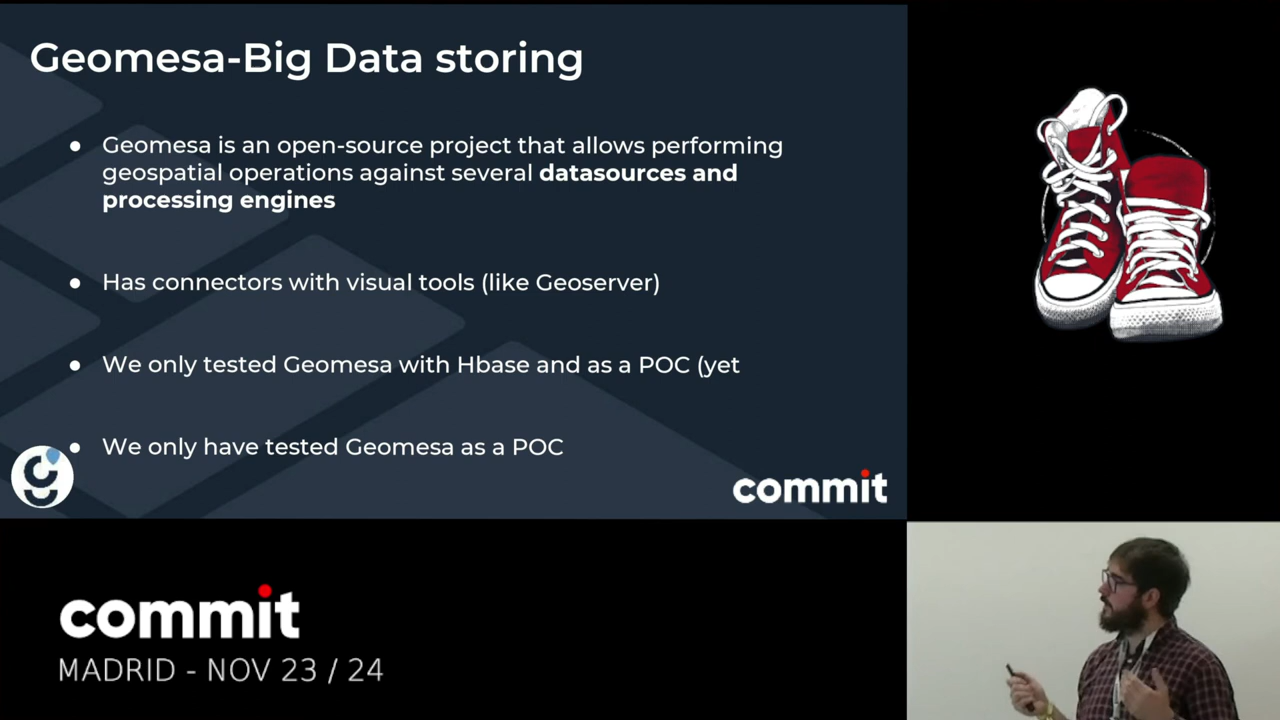 Geomesa-Big Data storing
● Geomesa is an open-source project that allows performing
geospatial operations against several datasources and
processing engines
● Has connectors with visual tools (like Geoserver)
● We only tested Geomesa with Hbase and as a POC (yet
● We only have tested Geomesa as a POC
commit
commit
MADRID - NOV 23 / 24